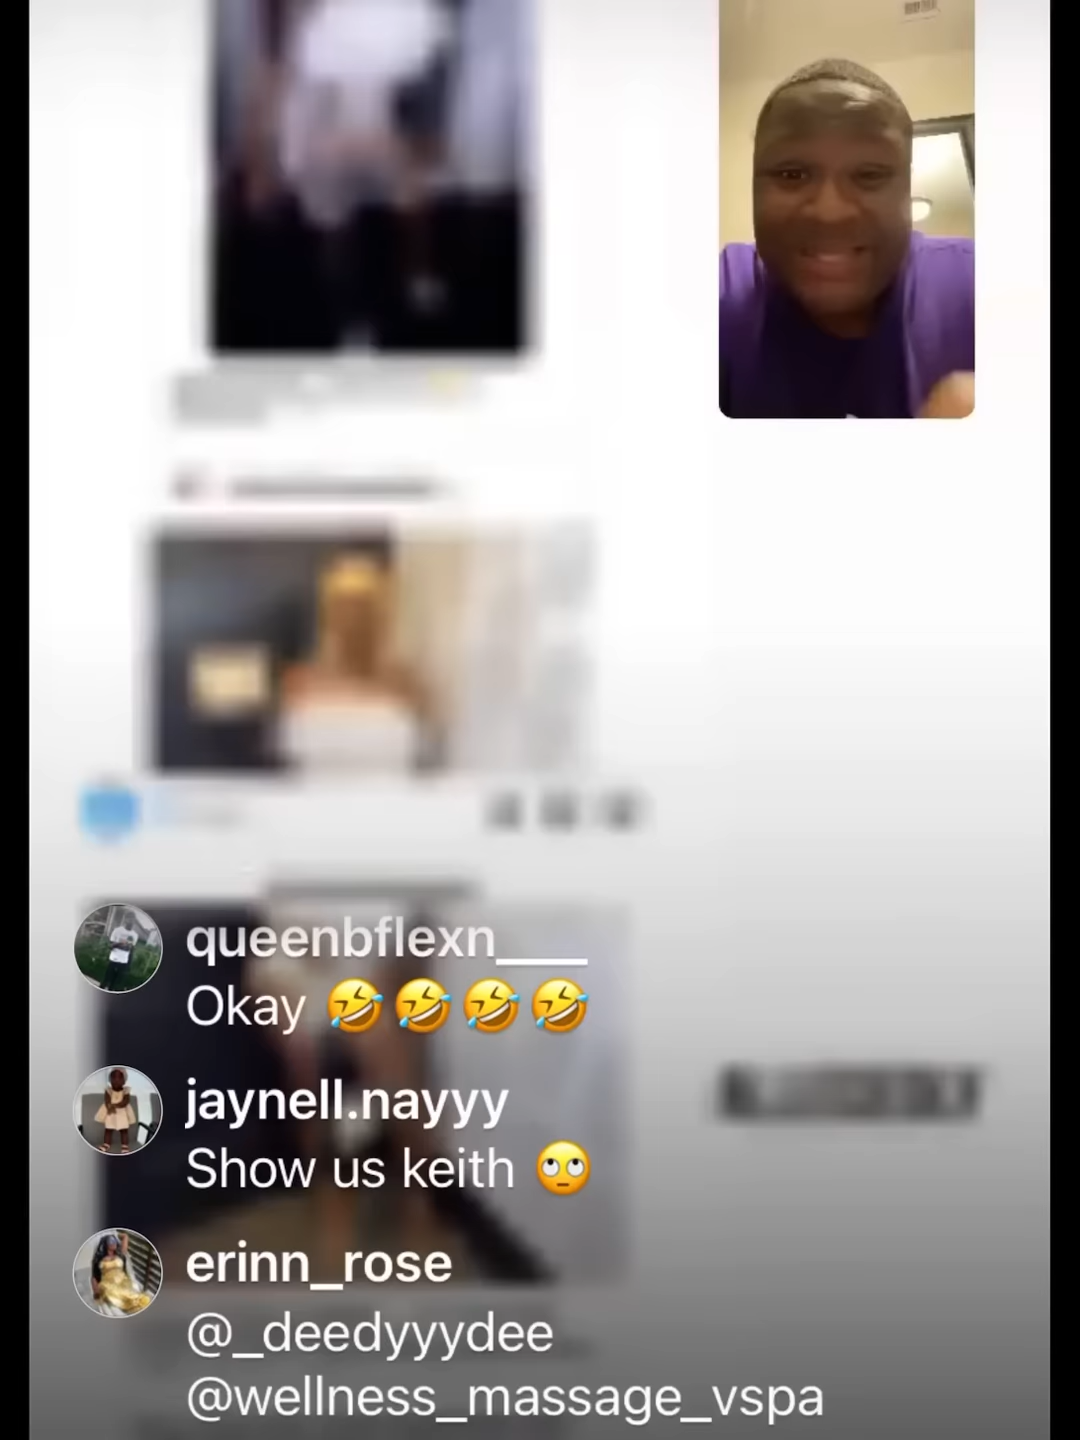 queenbflexn___
Okay 🤣🤣🤣🤣
jaynell.nayyy
Show us keith 🙄
erinn_rose
@_deedyyydee
@wellness_massage_vspa